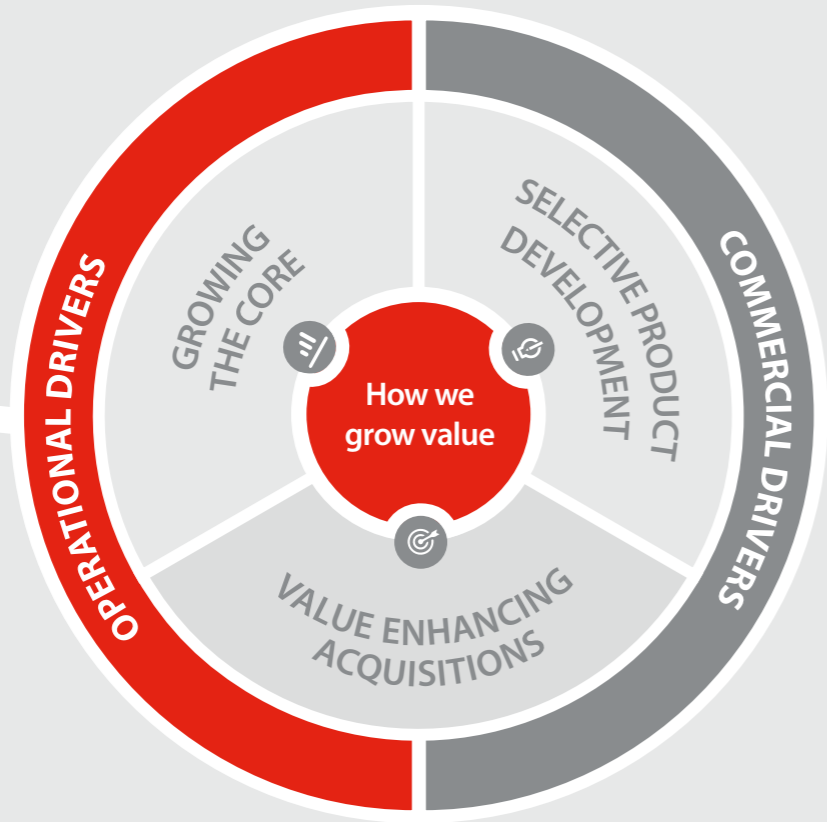 OPERATIONAL DRIVERS
COMMERCIAL DRIVERS
GROWING
THE CORE
SELECTIVE PRODUCT
DEVELOPMENT
How we
grow value
VALUE ENHANCING
ACQUISITIONS